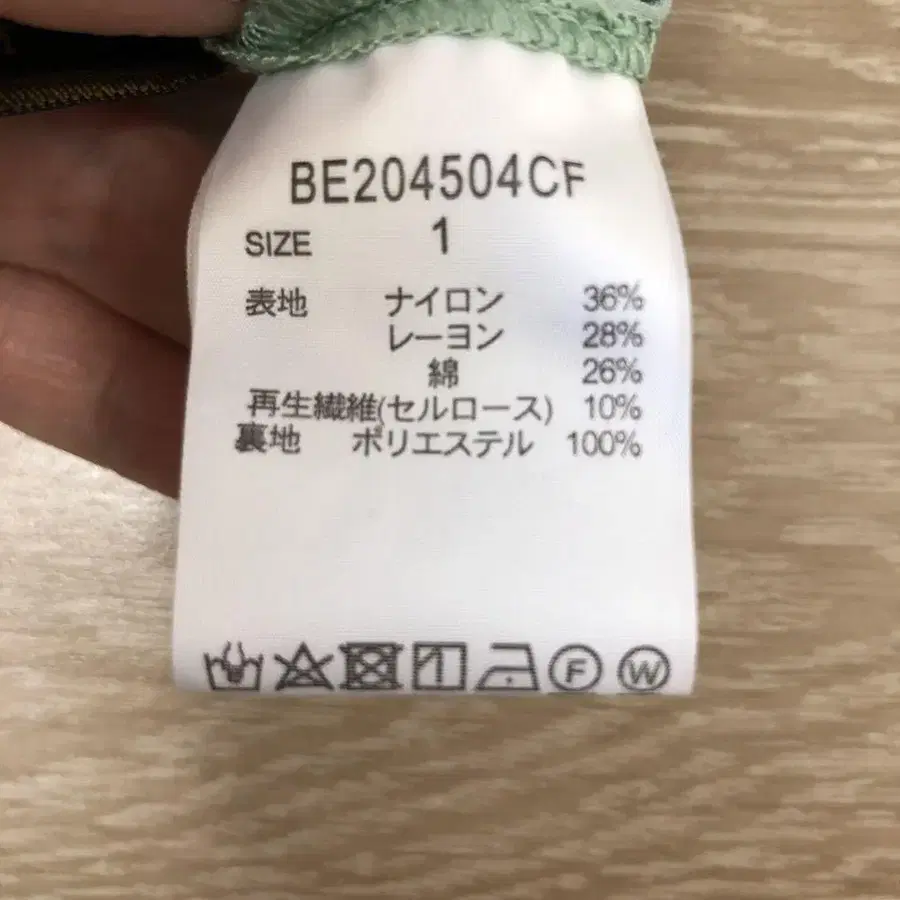 BE204504CF
SIZE 1
表地 ナイロン 36%
レーヨン 28%
綿 26%
再生繊維(セルロース) 10%
裏地 ポリエステル 100%
F W